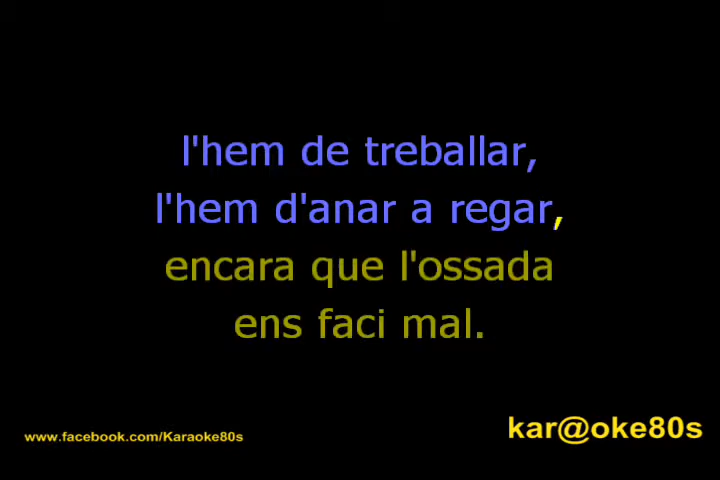 l'hem de treballar,
l'hem d'anar a regar,
encara que l'ossada
ens faci mal.
www.facebook.com/Karaoke80s
kar@oke80s